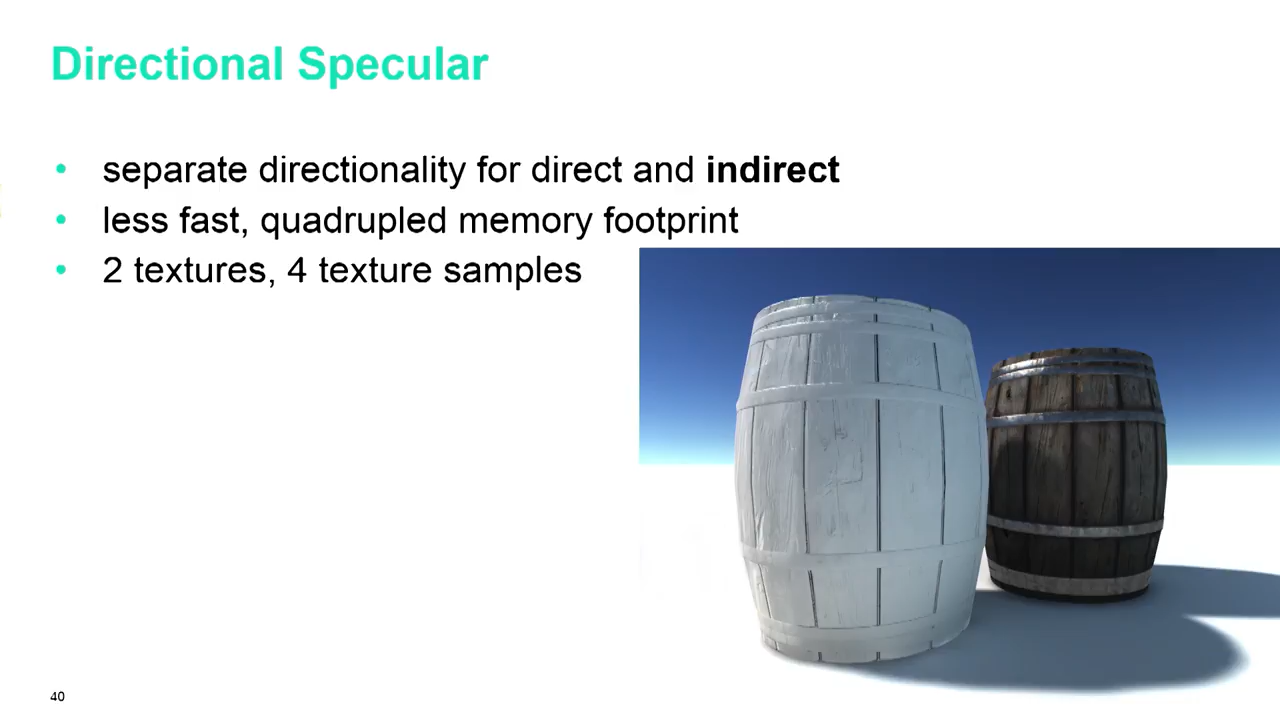 Directional Specular
• separate directionality for direct and indirect
• less fast, quadrupled memory footprint
• 2 textures, 4 texture samples
40